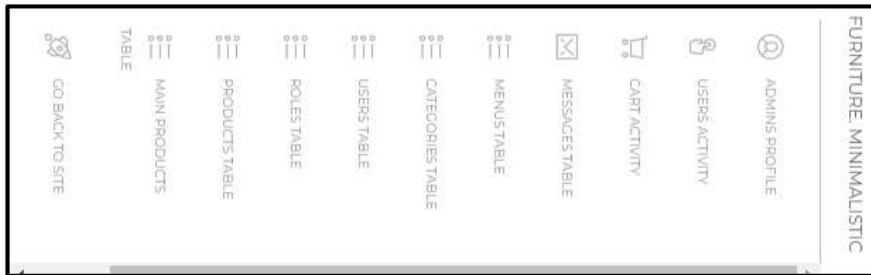 FURNITURE. MINIMALISTIC
ADMINS PROFILE
USERS ACTIVITY
CART ACTIVITY
MESSAGES TABLE
MENUS TABLE
CATEGORIES TABLE
USERS TABLE
ROLES TABLE
PRODUCTS TABLE
MAIN PRODUCTS
TABLE
GO BACK TO SITE